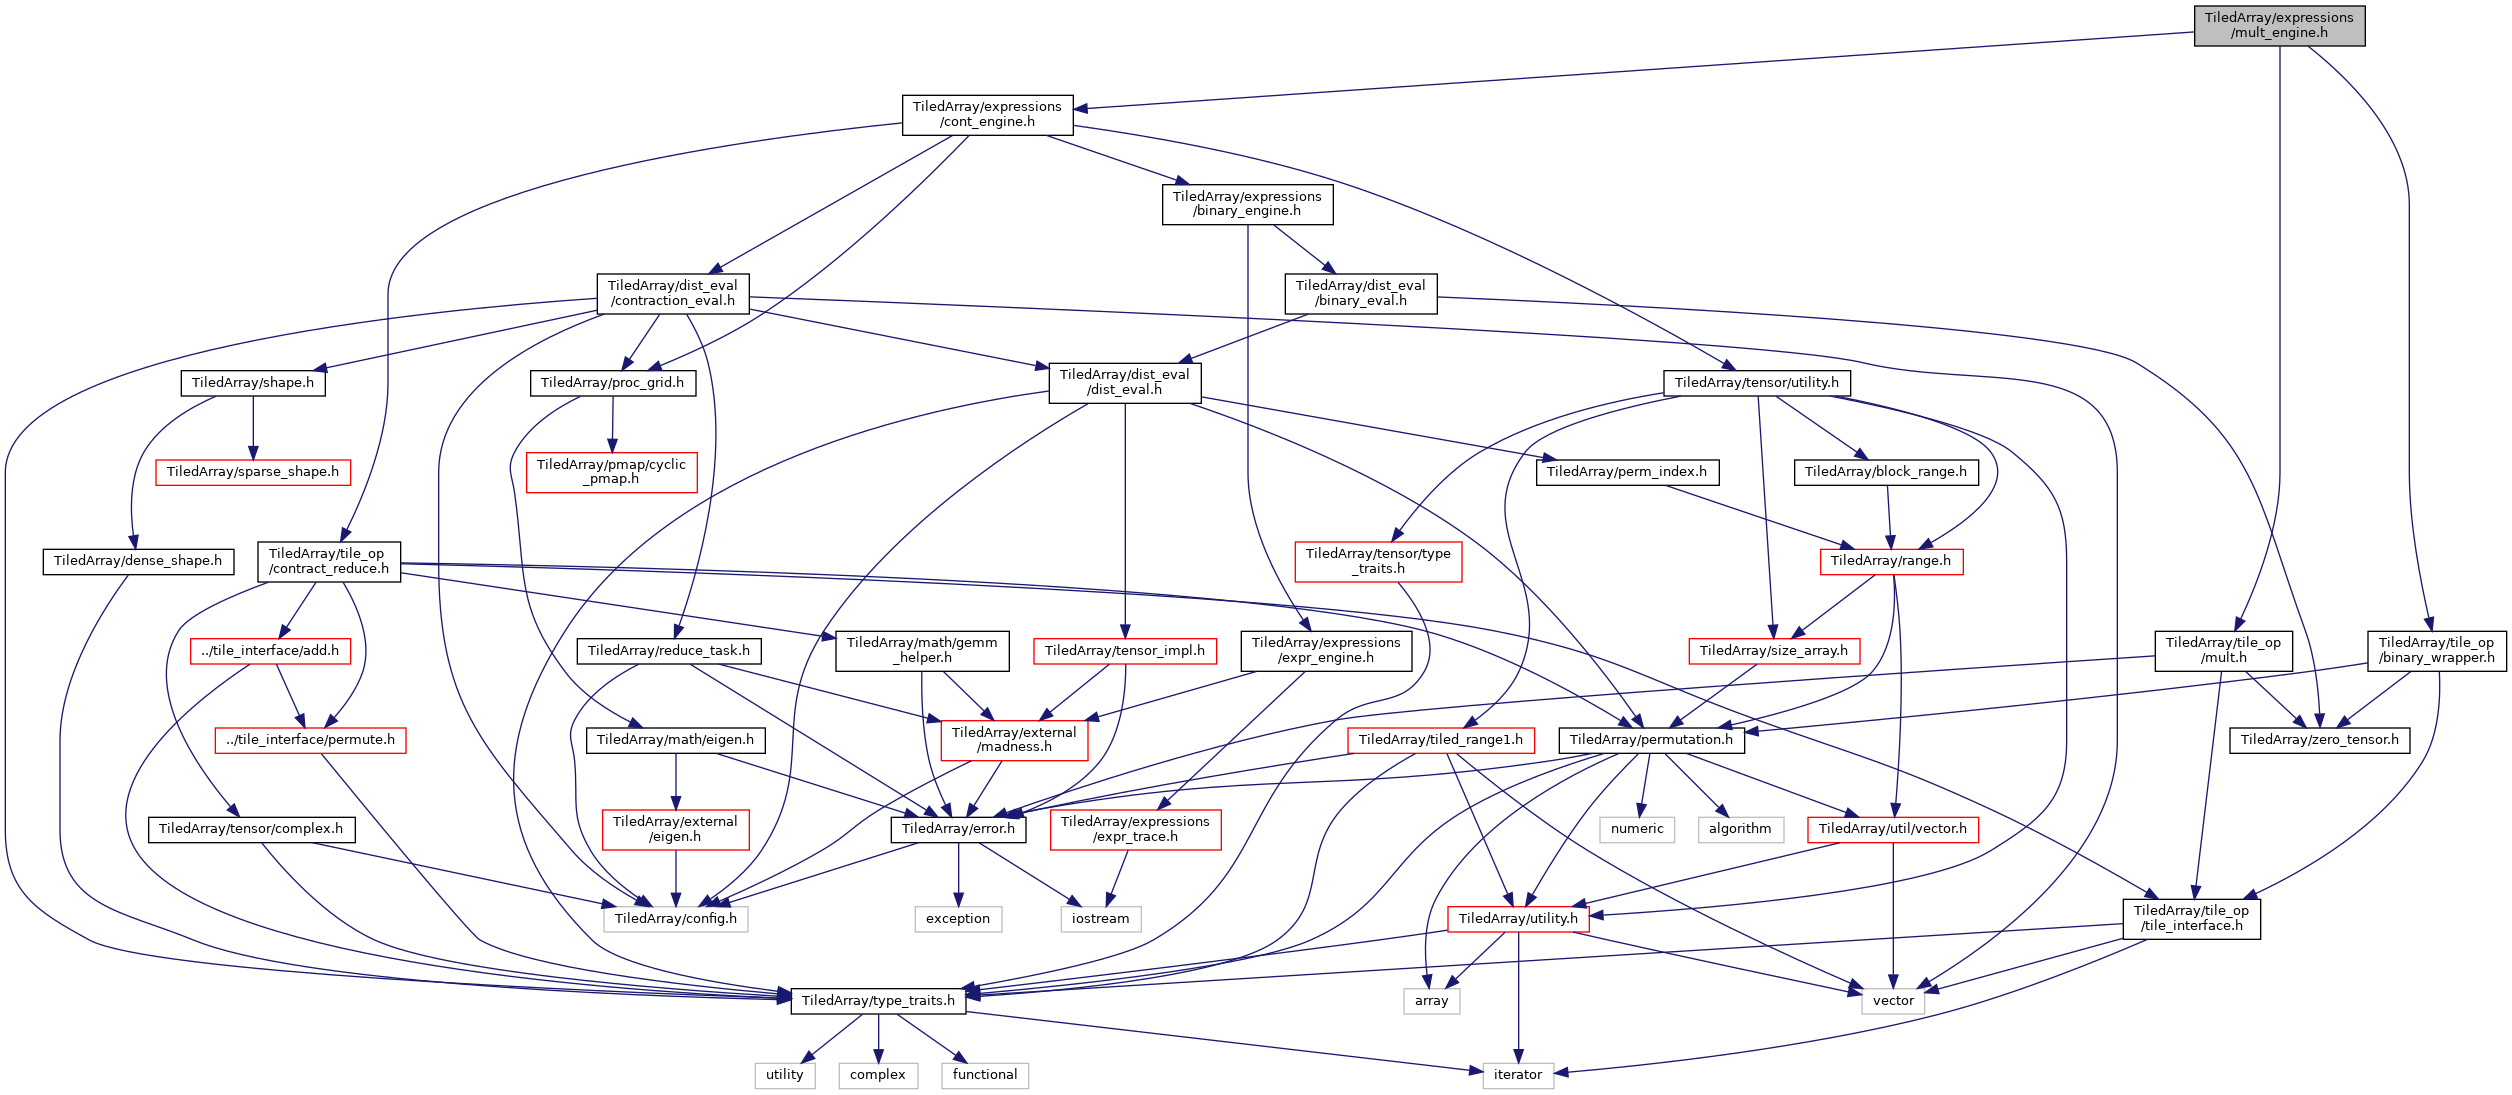 TiledArray/expressions
/mult_engine.h
TiledArray/expressions
/cont_engine.h
TiledArray/expressions
/binary_engine.h
TiledArray/dist_eval
/contraction_eval.h
TiledArray/dist_eval
/binary_eval.h
TiledArray/shape.h
TiledArray/proc_grid.h
TiledArray/dist_eval
/dist_eval.h
TiledArray/tensor/utility.h
TiledArray/sparse_shape.h
TiledArray/pmap/cyclic
_pmap.h
TiledArray/perm_index.h
TiledArray/block_range.h
TiledArray/dense_shape.h
TiledArray/tile_op
/contract_reduce.h
TiledArray/tensor/type
_traits.h
TiledArray/range.h
../tile_interface/add.h
TiledArray/reduce_task.h
TiledArray/math/gemm
_helper.h
TiledArray/tensor_impl.h
TiledArray/expressions
/expr_engine.h
TiledArray/size_array.h
TiledArray/tile_op
/mult.h
TiledArray/tile_op
/binary_wrapper.h
../tile_interface/permute.h
TiledArray/math/eigen.h
TiledArray/external
/madness.h
TiledArray/tiled_range1.h
TiledArray/permutation.h
TiledArray/zero_tensor.h
TiledArray/tensor/complex.h
TiledArray/external
/eigen.h
TiledArray/error.h
TiledArray/expressions
/expr_trace.h
numeric
algorithm
TiledArray/util/vector.h
TiledArray/config.h
exception
iostream
TiledArray/utility.h
TiledArray/tile_op
/tile_interface.h
TiledArray/type_traits.h
array
vector
utility
complex
functional
iterator